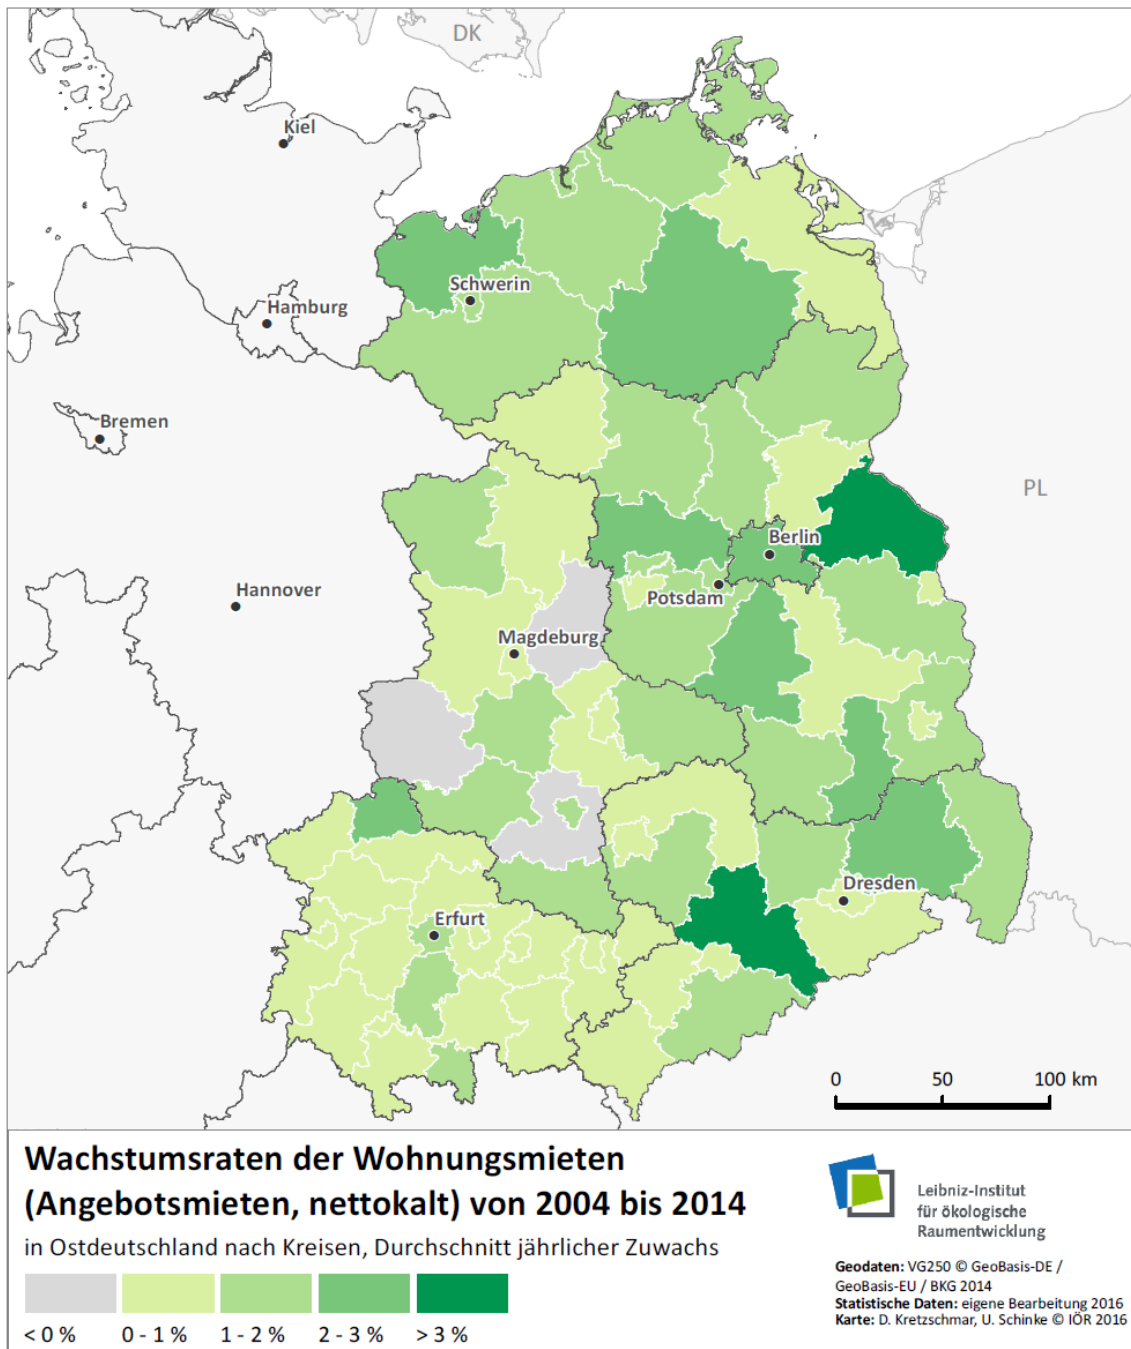 DK
Kiel
Schwerin
Hamburg
Bremen
PL
Berlin
Hannover
Potsdam
Magdeburg
Dresden
Erfurt
0 50 100 km
Wachstumsraten der Wohnungsmieten
(Angebotsmieten, nettokalt) von 2004 bis 2014
in Ostdeutschland nach Kreisen, Durchschnitt jährlicher Zuwachs
< 0 % 0 - 1 % 1 - 2 % 2 - 3 % > 3 %
Leibniz-Institut
für ökologische
Raumentwicklung
Geodaten: VG250 © GeoBasis-DE /
GeoBasis-EU / BKG 2014
Statistische Daten: eigene Bearbeitung 2016
Karte: D. Kretzschmar, U. Schinke © IÖR 2016